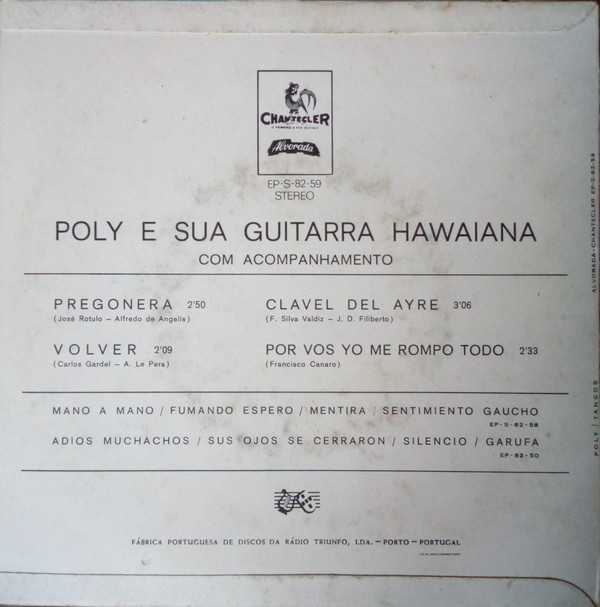 CHANTECLER
Alvorada
EP-S-82-59
STEREO
POLY E SUA GUITARRA HAWAIANA
COM ACOMPANHAMENTO
PREGONERA 2'50
(José Rotulo – Alfredo de Angelis)
CLAVEL DEL AYRE 3'06
(F. Silva Valdiz – J. D. Filiberto)
VOLVER 2'09
(Carlos Gardel – A. Le Pera)
POR VOS YO ME ROMPO TODO 2'33
(Francisco Canaro)
MANO A MANO / FUMANDO ESPERO / MENTIRA / SENTIMIENTO GAUCHO
EP-S-82-58
ADIOS MUCHACHOS / SUS OJOS SE CERRARON / SILENCIO / GARUFA
EP-82-50
FÁBRICA PORTUGUESA DE DISCOS DA RÁDIO TRIUNFO, LDA. – PORTO – PORTUGAL
ALVORADA-CHANTECLER EP-S-82-59
POLY / TANGOS